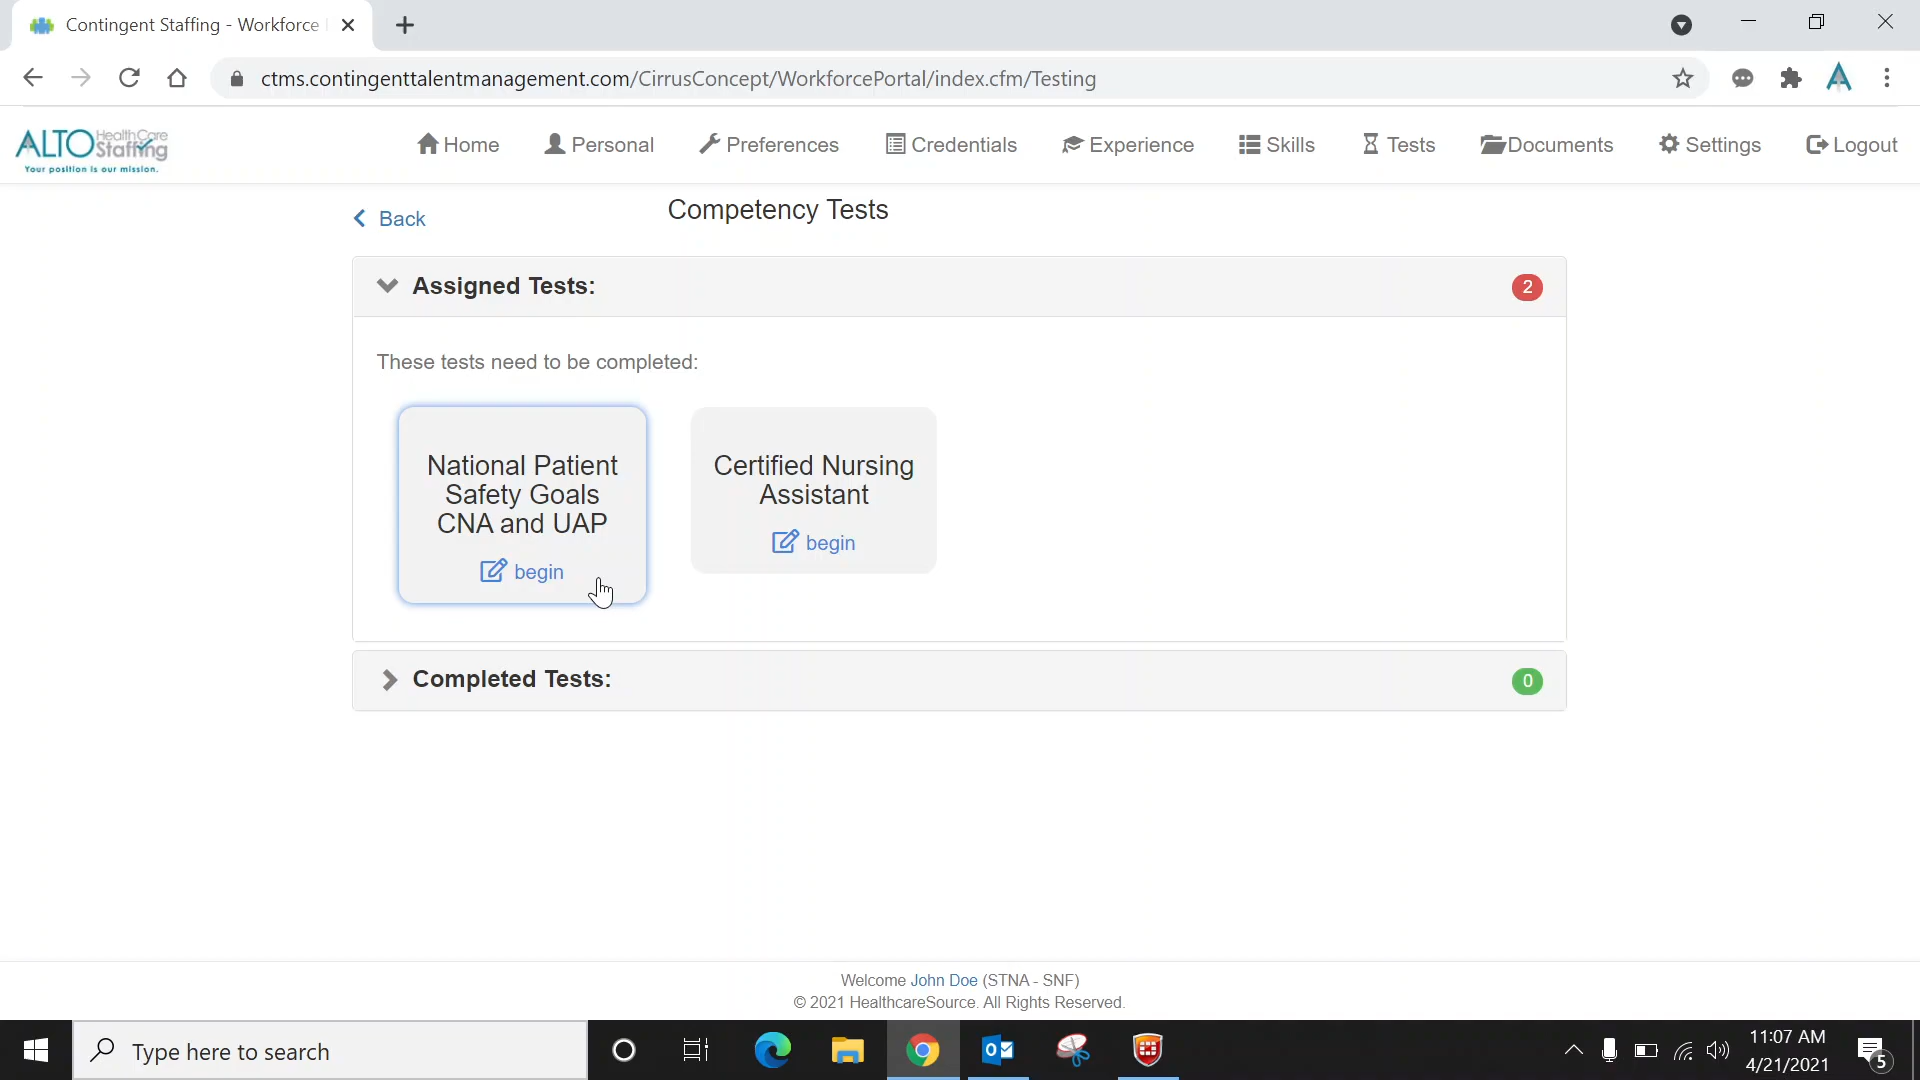 Contingent Staffing - Workforce
ctms.contingenttalentmanagement.com/CirrusConcept/WorkforcePortal/index.cfm/Testing
ALTO HealthCare Staffing
Your position is our mission.
Home
Personal
Preferences
Credentials
Experience
Skills
Tests
Documents
Settings
Logout
Back
Competency Tests
Assigned Tests:
2
These tests need to be completed:
National Patient
Safety Goals
CNA and UAP
begin
Certified Nursing
Assistant
begin
Completed Tests:
0
Welcome John Doe (STNA - SNF)
© 2021 HealthcareSource. All Rights Reserved.
Type here to search
11:07 AM
4/21/2021
5